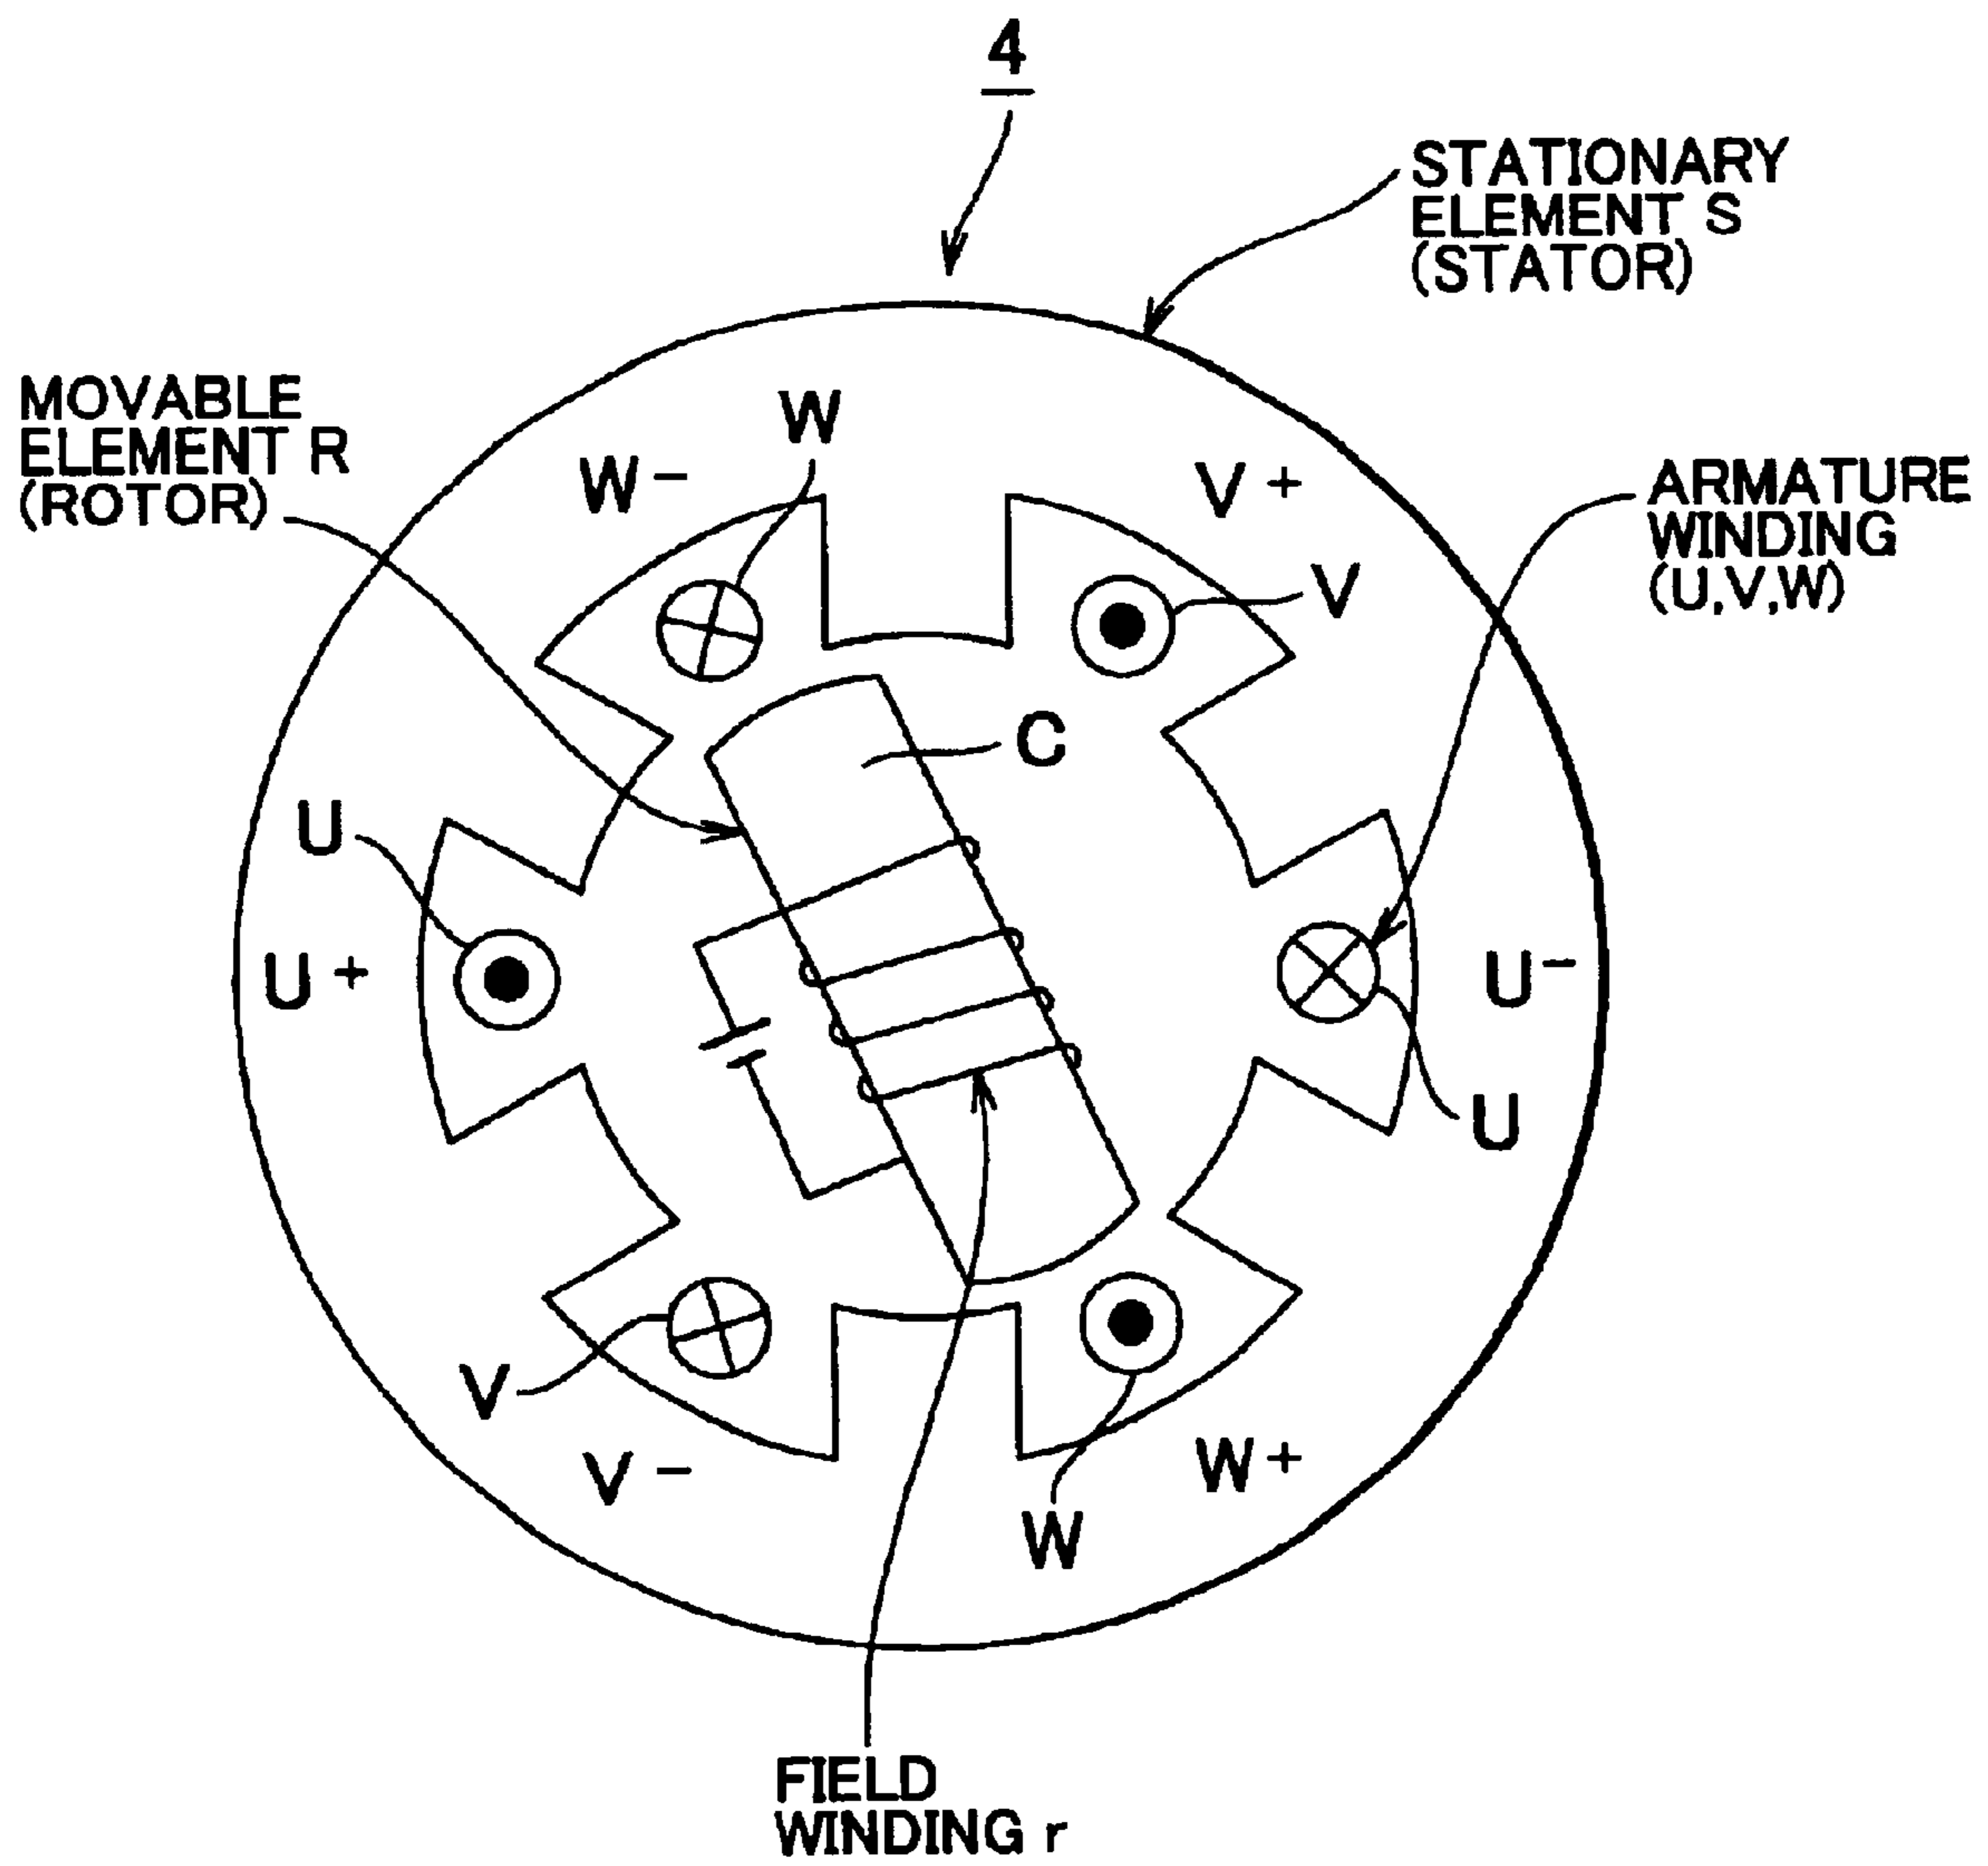 4
STATIONARY
ELEMENT S
(STATOR)
MOVABLE
ELEMENT R
(ROTOR)
W
W-
V+
ARMATURE
WINDING
(U,V,W)
V
C
U
U+
U-
U
V
V-
W+
W
FIELD
WINDING r